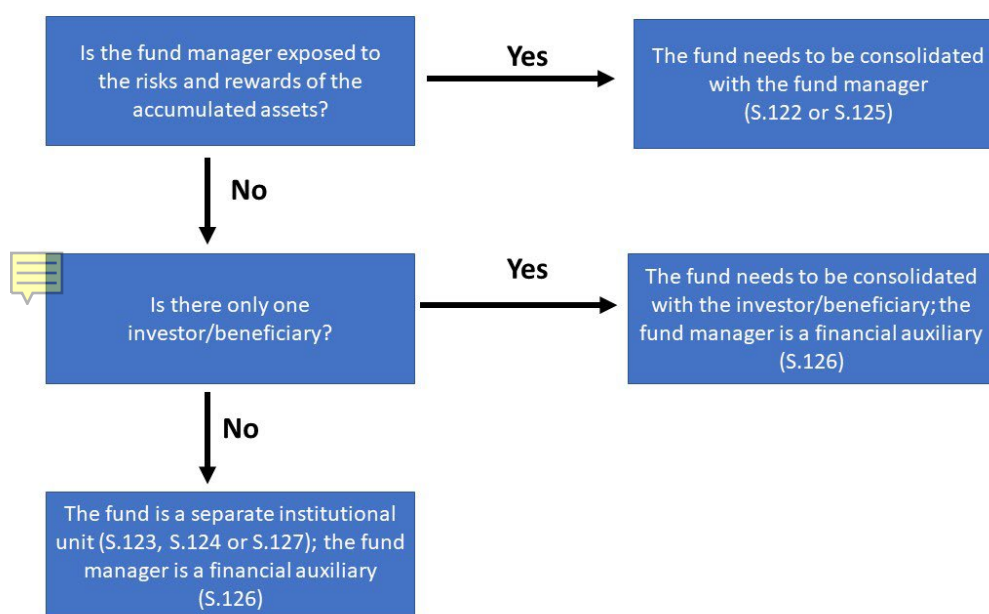 Is the fund manager exposed to
the risks and rewards of the
accumulated assets?
Yes
The fund needs to be consolidated
with the fund manager
(S.122 or S.125)
No
Is there only one
investor/beneficiary?
Yes
The fund needs to be consolidated
with the investor/beneficiary; the
fund manager is a financial auxiliary
(S.126)
No
The fund is a separate institutional
unit (S.123, S.124 or S.127); the fund
manager is a financial auxiliary
(S.126)